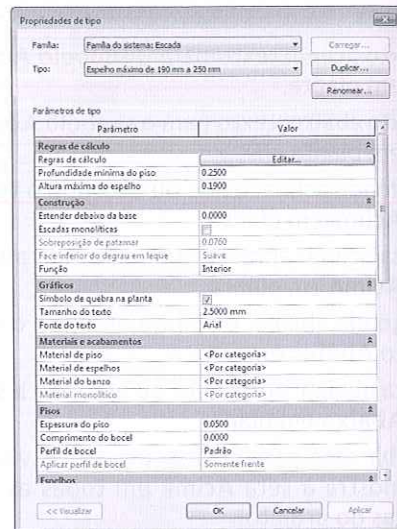 Propriedades de tipo
Família: Família do sistema: Escada Carregar...
Tipo: Espelho máximo de 190 mm a 250 mm Duplicar...
Renomear...
Parâmetros de tipo
Parâmetro Valor
Regras de cálculo
Regras de cálculo Editar...
Profundidade mínima do piso 0.2500
Altura máxima do espelho 0.1900
Construção
Estender debaixo da base 0.0000
Escadas monolíticas
Sobreposição de patamar 0.0760
Face inferior do degrau em leque Suave
Função Interior
Gráficos
Símbolo de quebra na planta
Tamanho do texto 2.5000 mm
Fonte do texto Arial
Materiais e acabamentos
Material de piso <Por categoria>
Material de espelhos <Por categoria>
Material do banzo <Por categoria>
Material monolítico <Por categoria>
Pisos
Espessura do piso 0.0500
Comprimento do bocel 0.0000
Perfil de bocel Padrão
Aplicar perfil de bocel Somente frente
Espelhos
<< Visualizar OK Cancelar Aplicar